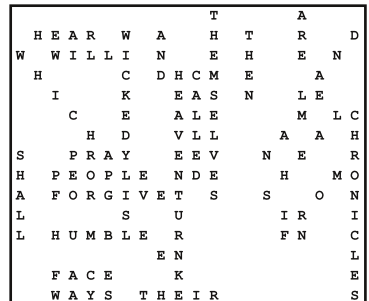 T A
H E A R W A H T R D
W W I L L I N E H E N
H C D H C M E A
I K E A S N L E
C E A L E M L C
H D V L L A A H
S P R A Y E E V N E R
H P E O P L E N D E H M O
A F O R G I V E T S S O N
L S U I R I
L H U M B L E R F N C
E N L
F A C E K E
W A Y S T H E I R S